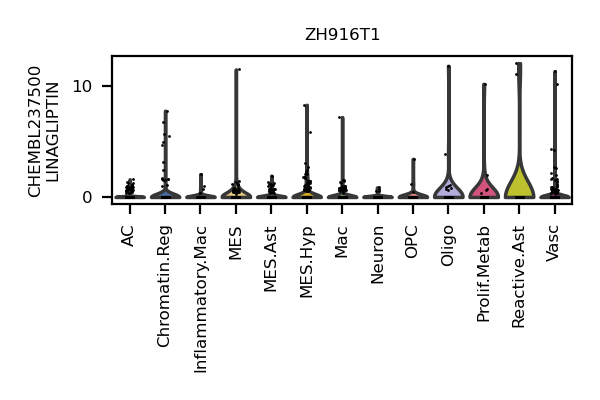 ZH916T1
CHEMBL237500
LINAGLIPTIN
10
0
AC
Chromatin.Reg
Inflammatory.Mac
MES
MES.Ast
MES.Hyp
Mac
Neuron
OPC
Oligo
Prolif.Metab
Reactive.Ast
Vasc